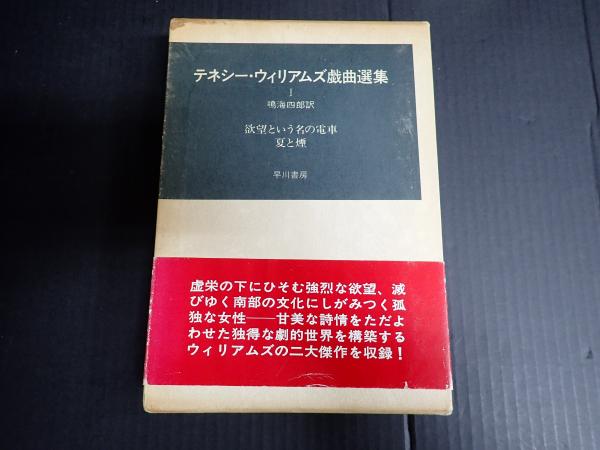 テネシー・ウィリアムズ戯曲選集
I
鳴海四郎訳
欲望という名の電車
夏と煙
早川書房
虚栄の下にひそむ強烈な欲望、滅
びゆく南部の文化にしがみつく孤
独な女性──甘美な詩情をただよ
わせた独得な劇的世界を構築する
ウィリアムズの二大傑作を収録！